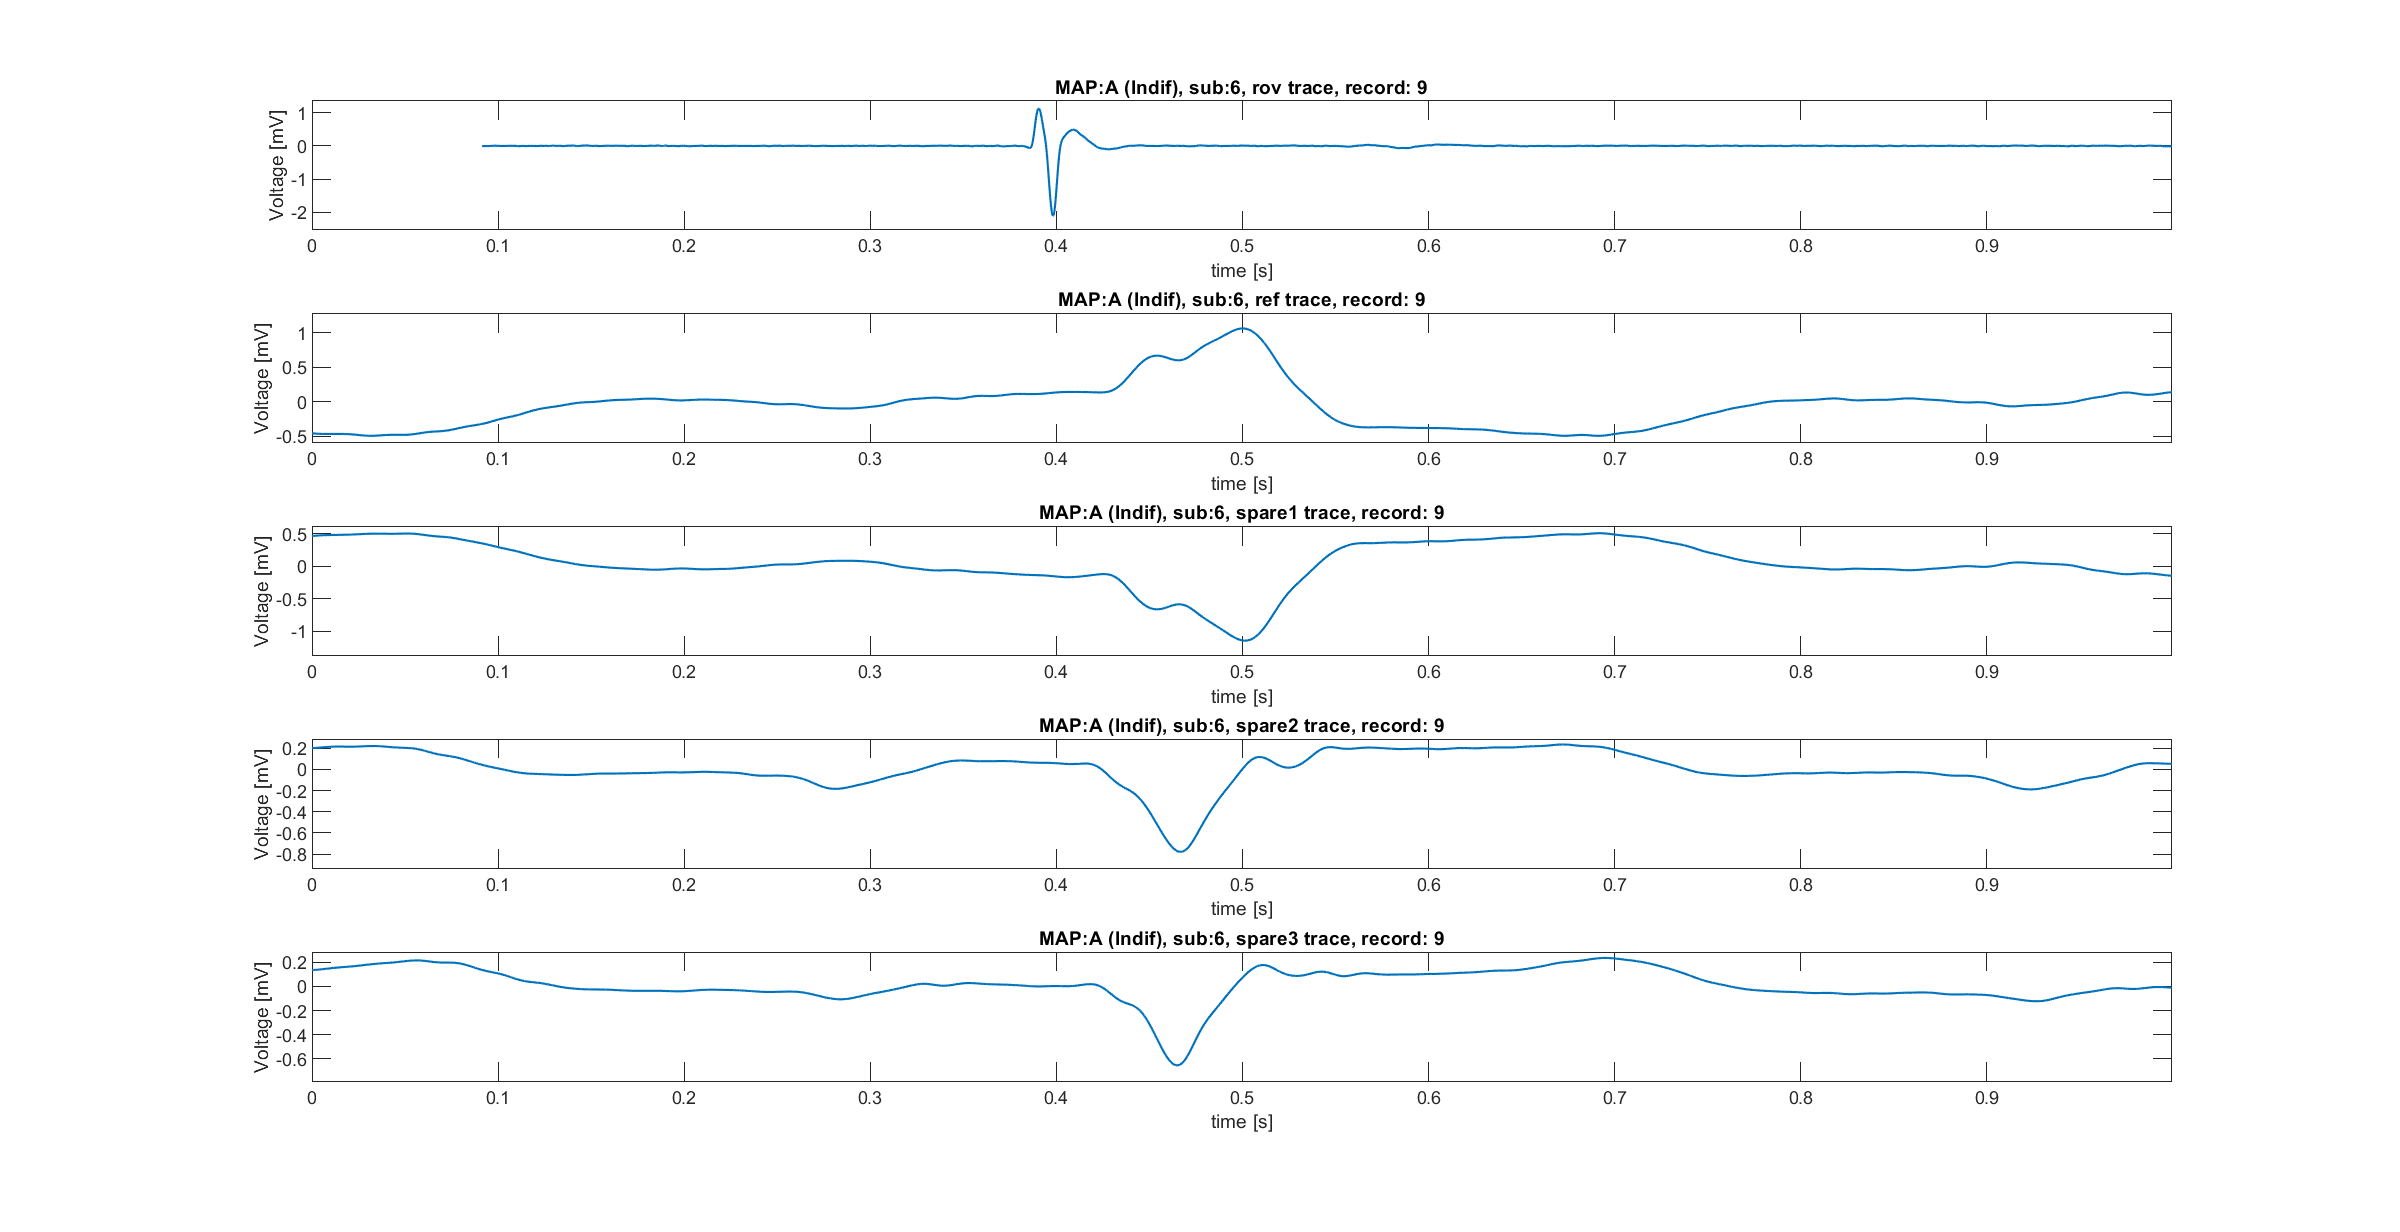 MAP:A (Indif), sub:6, rov trace, record: 9
Voltage [mV]
1
0
-1
-2
0 0.1 0.2 0.3 0.4 0.5 0.6 0.7 0.8 0.9
time [s]
MAP:A (Indif), sub:6, ref trace, record: 9
Voltage [mV]
1
0.5
0
-0.5
0 0.1 0.2 0.3 0.4 0.5 0.6 0.7 0.8 0.9
time [s]
MAP:A (Indif), sub:6, spare1 trace, record: 9
Voltage [mV]
0.5
0
-0.5
-1
0 0.1 0.2 0.3 0.4 0.5 0.6 0.7 0.8 0.9
time [s]
MAP:A (Indif), sub:6, spare2 trace, record: 9
Voltage [mV]
0.2
0
-0.2
-0.4
-0.6
-0.8
0 0.1 0.2 0.3 0.4 0.5 0.6 0.7 0.8 0.9
time [s]
MAP:A (Indif), sub:6, spare3 trace, record: 9
Voltage [mV]
0.2
0
-0.2
-0.4
-0.6
0 0.1 0.2 0.3 0.4 0.5 0.6 0.7 0.8 0.9
time [s]